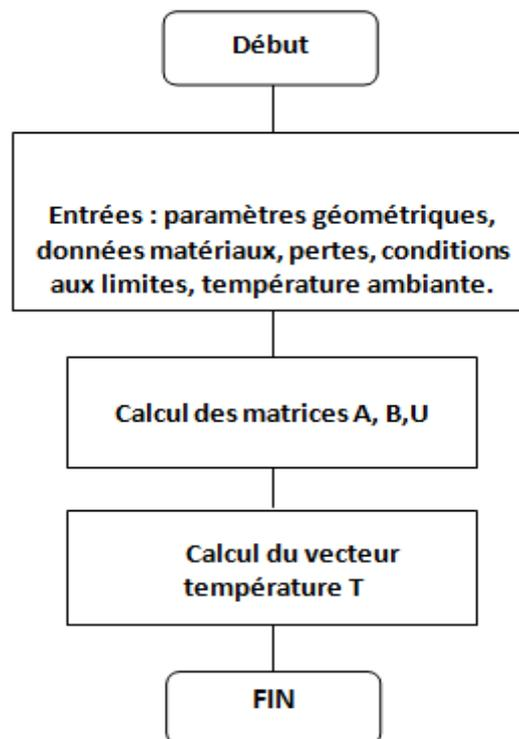 Début
Entrées : paramètres géométriques,
données matériaux, pertes, conditions
aux limites, température ambiante.
Calcul des matrices A, B,U
Calcul du vecteur
température T
FIN